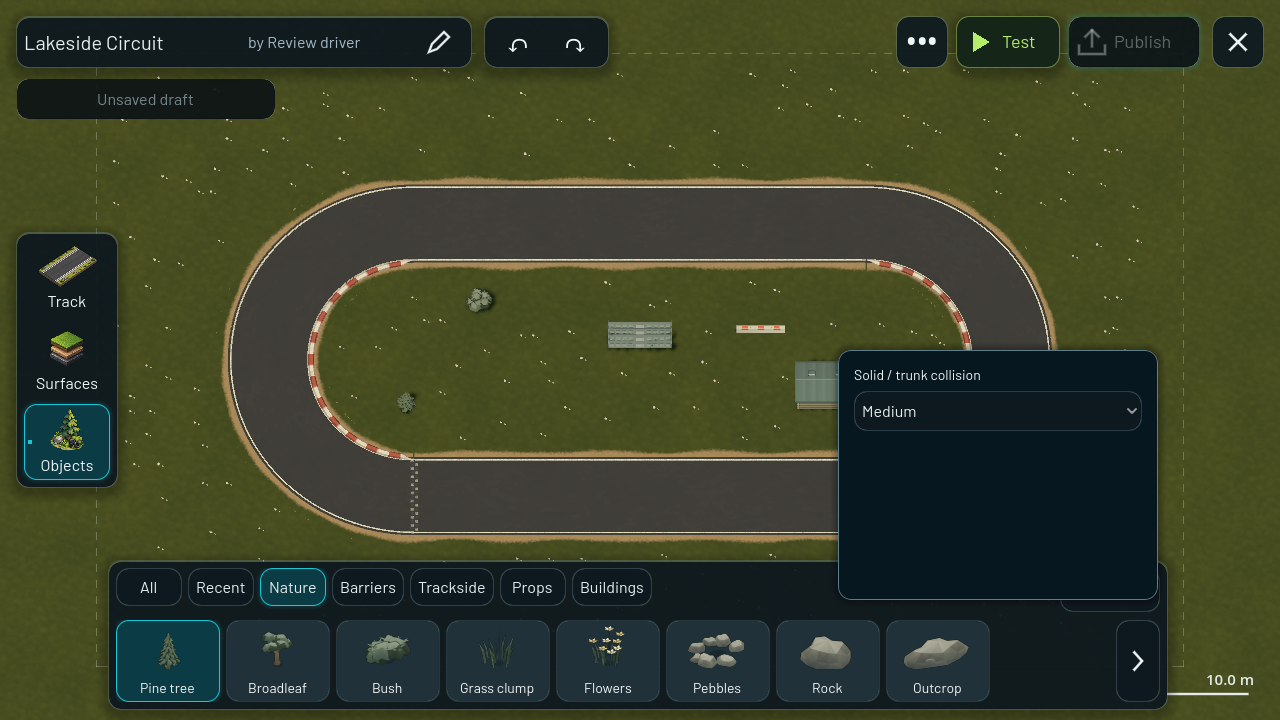 Lakeside Circuit
by Review driver
Test
Publish
Unsaved draft
Track
Surfaces
Objects
Solid / trunk collision
Medium
All
Recent
Nature
Barriers
Trackside
Props
Buildings
Pine tree
Broadleaf
Bush
Grass clump
Flowers
Pebbles
Rock
Outcrop
10.0 m